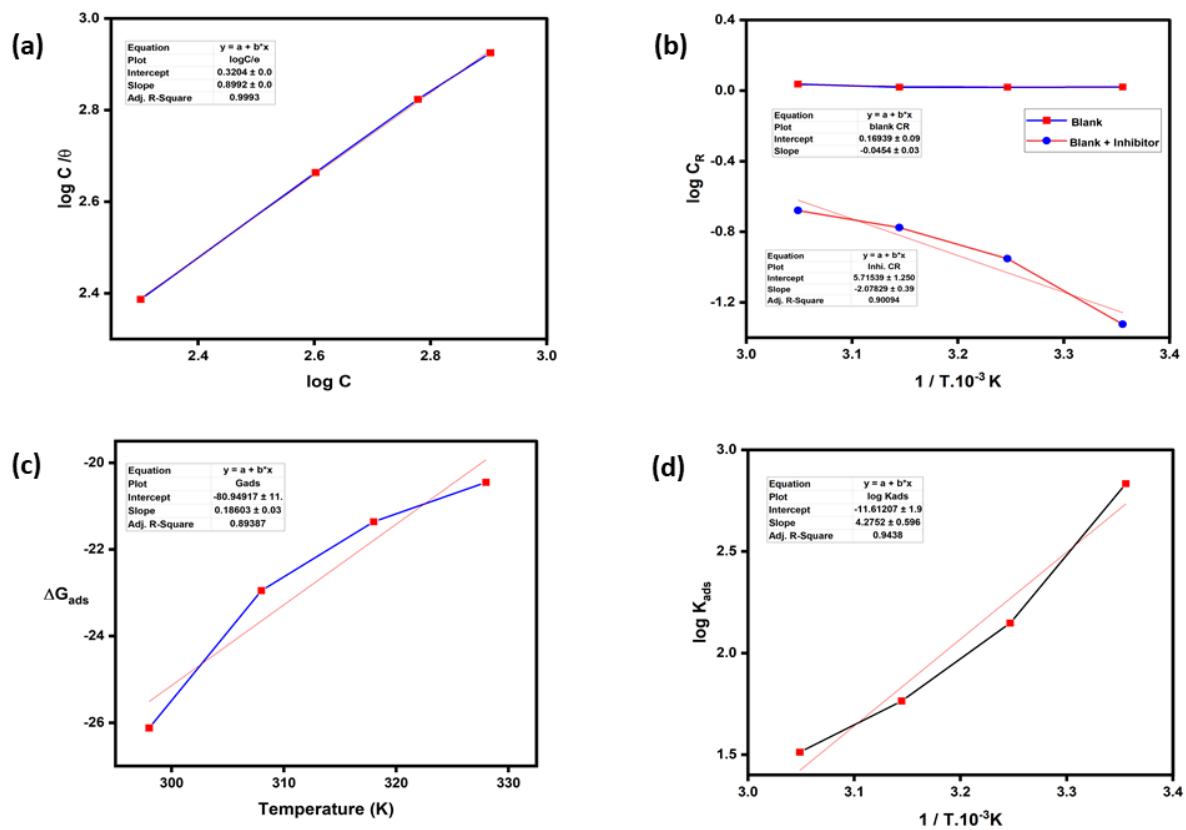 (a)
3.0
2.8
2.6
2.4
log C /θ
Equation y = a + b*x
Plot logC/e
Intercept 0.3204 ± 0.0
Slope 0.8992 ± 0.0
Adj. R-Square 0.9993
2.4 2.6 2.8 3.0
log C
(b)
0.4
0.0
-0.4
-0.8
-1.2
log CR
Equation y = a + b*x
Plot blank CR
Intercept 0.16939 ± 0.09
Slope -0.0454 ± 0.03
Blank
Blank + Inhibitor
Equation y = a + b*x
Plot Inhi. CR
Intercept 5.71539 ± 1.250
Slope -2.07829 ± 0.39
Adj. R-Square 0.90094
3.0 3.1 3.2 3.3 3.4
1 / T.10-3 K
(c)
-20
-22
-24
-26
ΔGads
Equation y = a + b*x
Plot Gads
Intercept -80.94917 ± 11.
Slope 0.18603 ± 0.03
Adj. R-Square 0.89387
300 310 320 330
Temperature (K)
(d)
3.0
2.5
2.0
1.5
log Kads
Equation y = a + b*x
Plot log Kads
Intercept -11.61207 ± 1.9
Slope 4.2752 ± 0.596
Adj. R-Square 0.9438
3.0 3.1 3.2 3.3 3.4
1 / T.10-3K